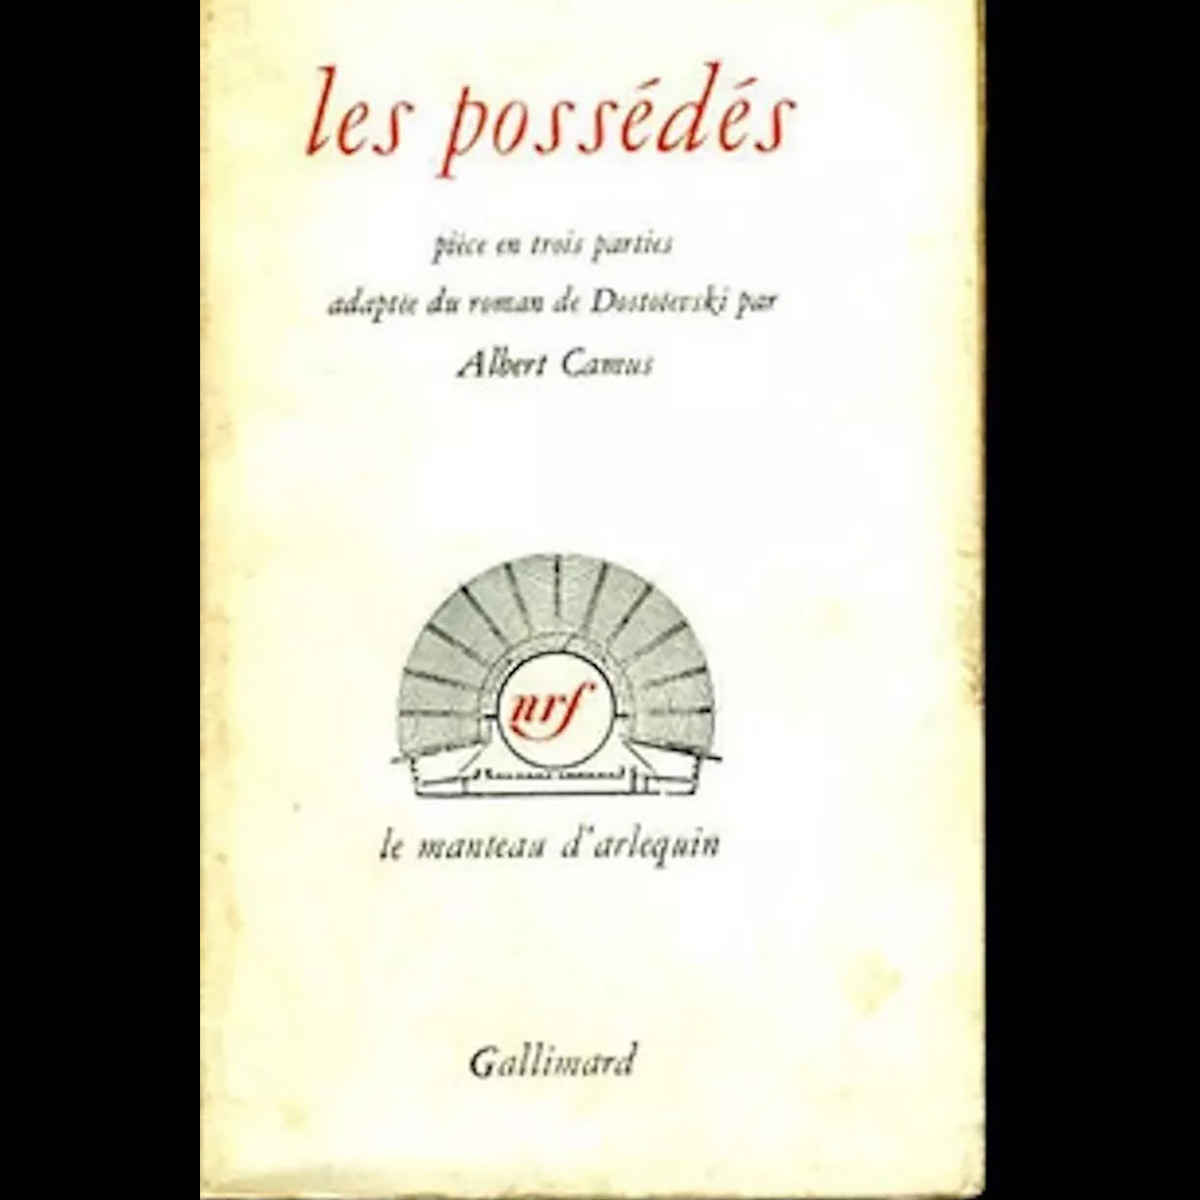 les possédés
pièce en trois parties
adaptée du roman de Dostoïevski par
Albert Camus
nrf
le manteau d'arlequin
Gallimard